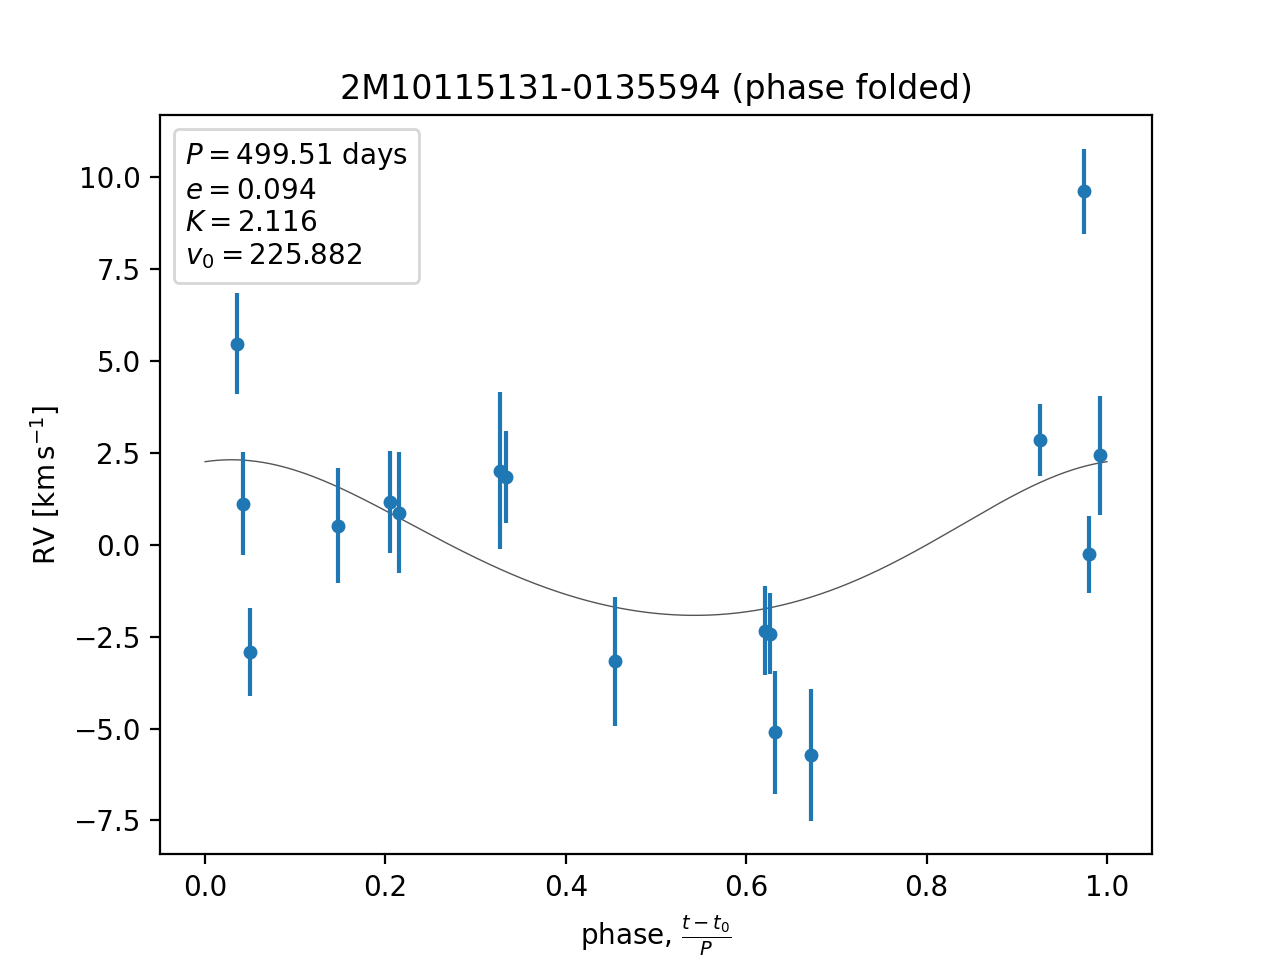 2M10115131-0135594 (phase folded)
P = 499.51 days
e = 0.094
K = 2.116
v₀ = 225.882
10.0
7.5
5.0
2.5
0.0
−2.5
−5.0
−7.5
RV [km s⁻¹]
0.0 0.2 0.4 0.6 0.8 1.0
phase, (t − t₀)/P